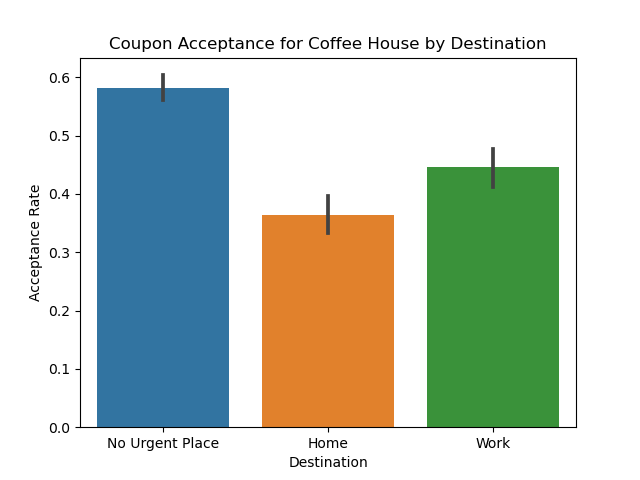 Coupon Acceptance for Coffee House by Destination
Acceptance Rate
0.6
0.5
0.4
0.3
0.2
0.1
0.0
No Urgent Place
Home
Work
Destination